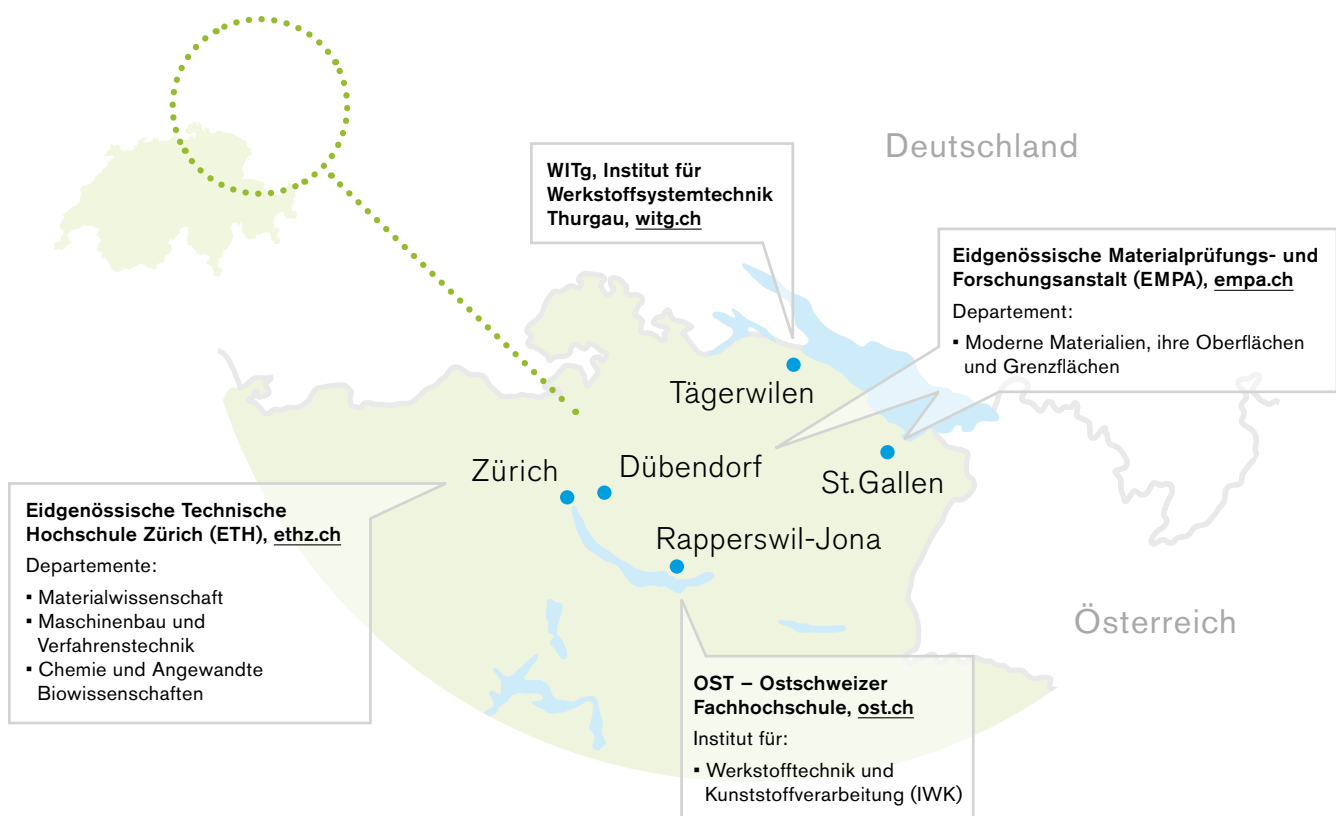 Deutschland
WITg, Institut für
Werkstoffsystemtechnik
Thurgau, witg.ch
Eidgenössische Materialprüfungs- und
Forschungsanstalt (EMPA), empa.ch
Departement:
▪ Moderne Materialien, ihre Oberflächen
und Grenzflächen
Tägerwilen
Zürich
Dübendorf
St.Gallen
Eidgenössische Technische
Hochschule Zürich (ETH), ethz.ch
Departemente:
▪ Materialwissenschaft
▪ Maschinenbau und
Verfahrenstechnik
▪ Chemie und Angewandte
Biowissenschaften
Rapperswil-Jona
Österreich
OST – Ostschweizer
Fachhochschule, ost.ch
Institut für:
▪ Werkstofftechnik und
Kunststoffverarbeitung (IWK)